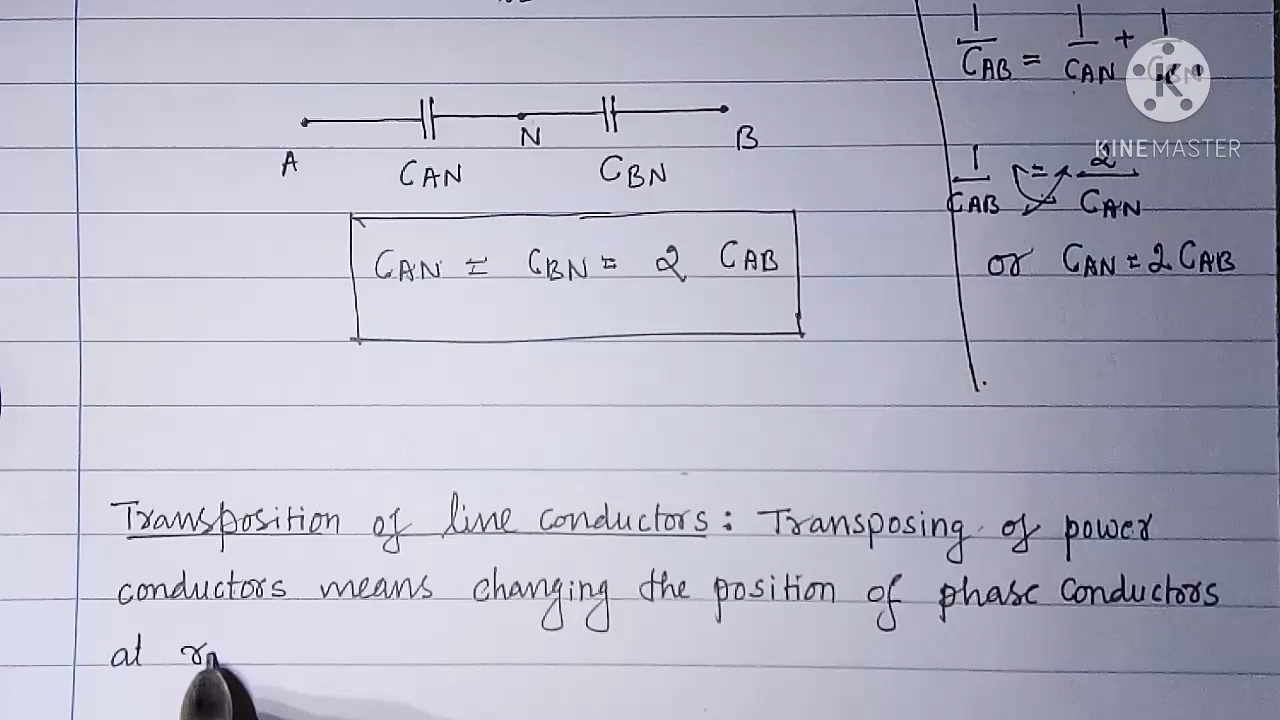 1/CAB = 1/CAN + 1/CBN
A CAN N CBN B
KINEMASTER
1/CAB = 2/CAN
CAN = CBN = 2 CAB
or CAN = 2 CAB
Transposition of line conductors : Transposing of power
conductors means changing the position of phase conductors
at